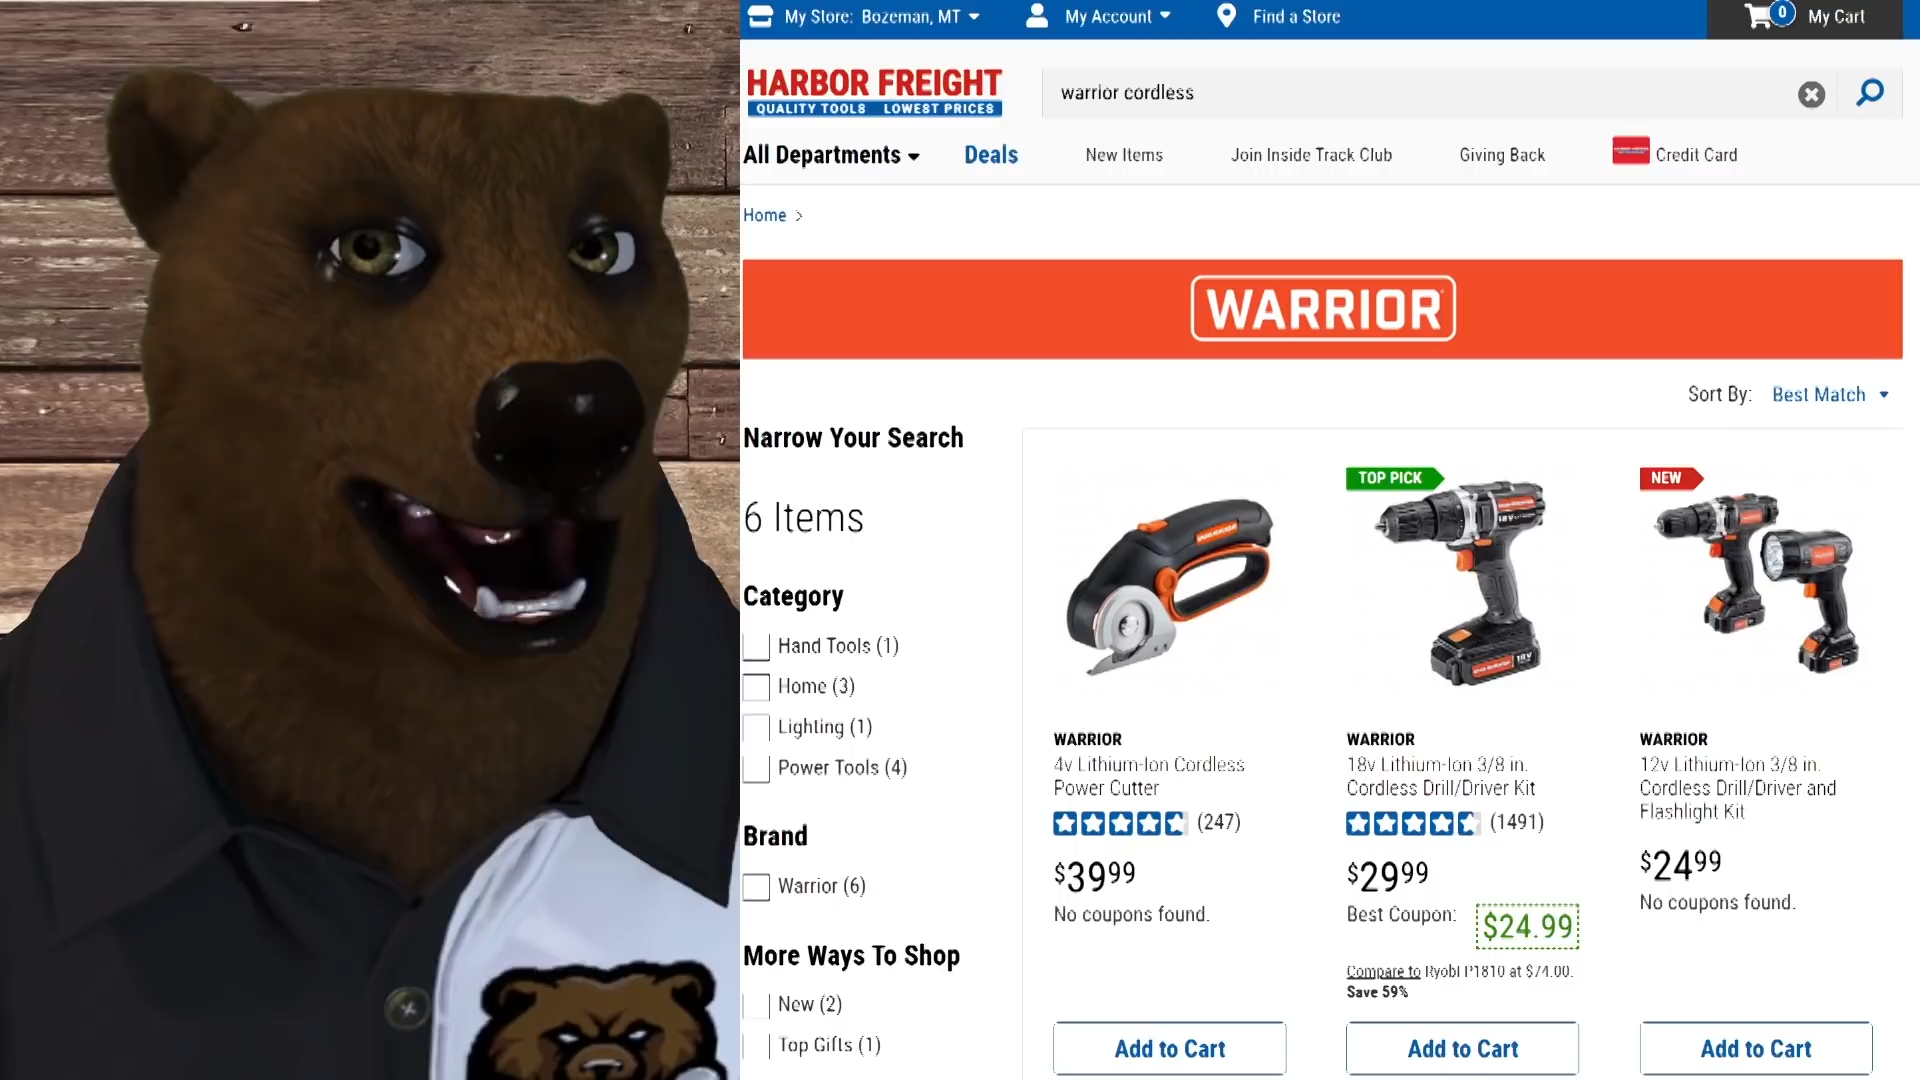 My Store: Bozeman, MT
My Account
Find a Store
0
My Cart
HARBOR FREIGHT
QUALITY TOOLS LOWEST PRICES
warrior cordless
All Departments
Deals
New Items
Join Inside Track Club
Giving Back
Credit Card
Home >
WARRIOR
Sort By: Best Match
Narrow Your Search
6 Items
Category
Hand Tools (1)
Home (3)
Lighting (1)
Power Tools (4)
Brand
Warrior (6)
More Ways To Shop
New (2)
Top Gifts (1)
WARRIOR
4v Lithium-Ion Cordless
Power Cutter
(247)
$39.99
No coupons found.
Add to Cart
TOP PICK
WARRIOR
18v Lithium-Ion 3/8 in.
Cordless Drill/Driver Kit
(1491)
$29.99
Best Coupon: $24.99
Compare to Ryobi P1810 at $74.00.
Save 59%
Add to Cart
NEW
WARRIOR
12v Lithium-Ion 3/8 in.
Cordless Drill/Driver and
Flashlight Kit
$24.99
No coupons found.
Add to Cart